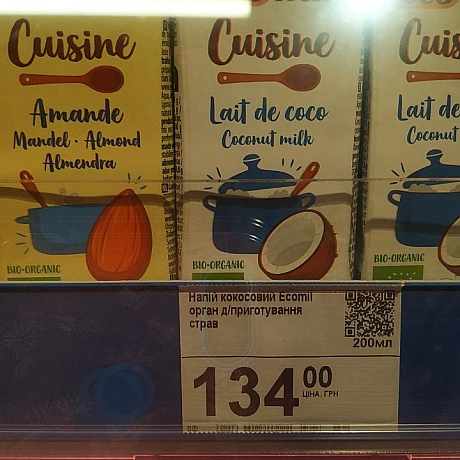 Cuisine
Amande
Mandel · Almond
Almendra
BIO-ORGANIC
Cuisine
Lait de coco
Coconut milk
BIO-ORGANIC
Cuis
Lait de
Coconut
BIO-ORGANIC
Напій кокосовий Ecomil
орган д/приготування
страв
200мл
134 00
ЦІНА, ГРН